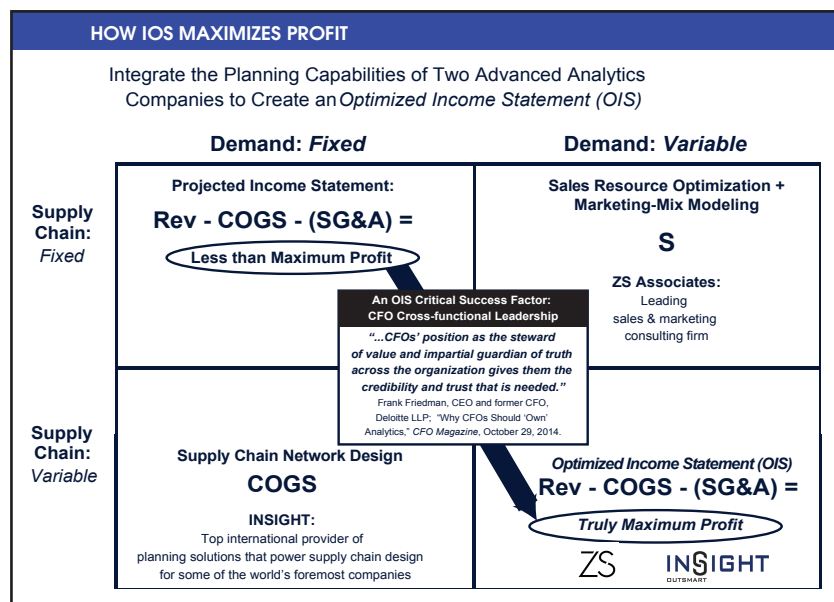 HOW IOS MAXIMIZES PROFIT
Integrate the Planning Capabilities of Two Advanced Analytics
Companies to Create an Optimized Income Statement (OIS)
Demand: Fixed
Demand: Variable
Supply
Chain:
Fixed
Projected Income Statement:
Rev - COGS - (SG&A) =
Less than Maximum Profit
Sales Resource Optimization +
Marketing-Mix Modeling
S
ZS Associates:
Leading
sales & marketing
consulting firm
An OIS Critical Success Factor:
CFO Cross-functional Leadership
“...CFOs’ position as the steward
of value and impartial guardian of truth
across the organization gives them the
credibility and trust that is needed.”
Frank Friedman, CEO and former CFO,
Deloitte LLP; “Why CFOs Should ‘Own’
Analytics,” CFO Magazine, October 29, 2014.
Supply
Chain:
Variable
Supply Chain Network Design
COGS
INSIGHT:
Top international provider of
planning solutions that power supply chain design
for some of the world’s foremost companies
Optimized Income Statement (OIS)
Rev - COGS - (SG&A) =
Truly Maximum Profit
ZS
INSIGHT
OUTSMART